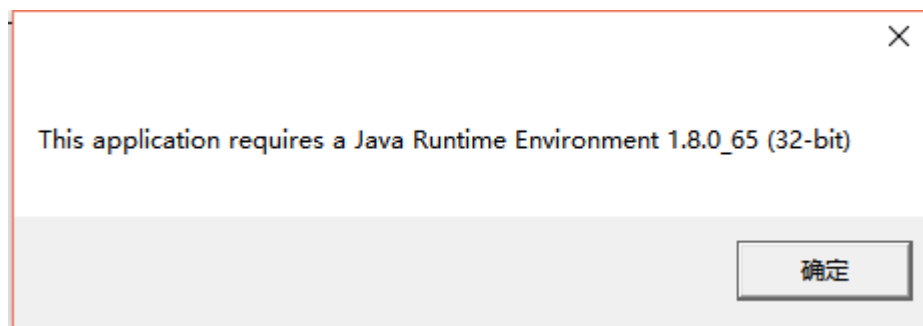 This application requires a Java Runtime Environment 1.8.0_65 (32-bit)
确定